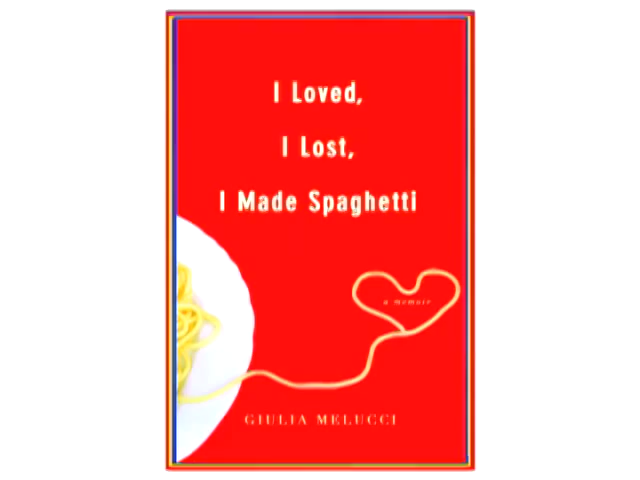 I Loved,
I Lost,
I Made Spaghetti
a memoir
GIULIA MELUCCI